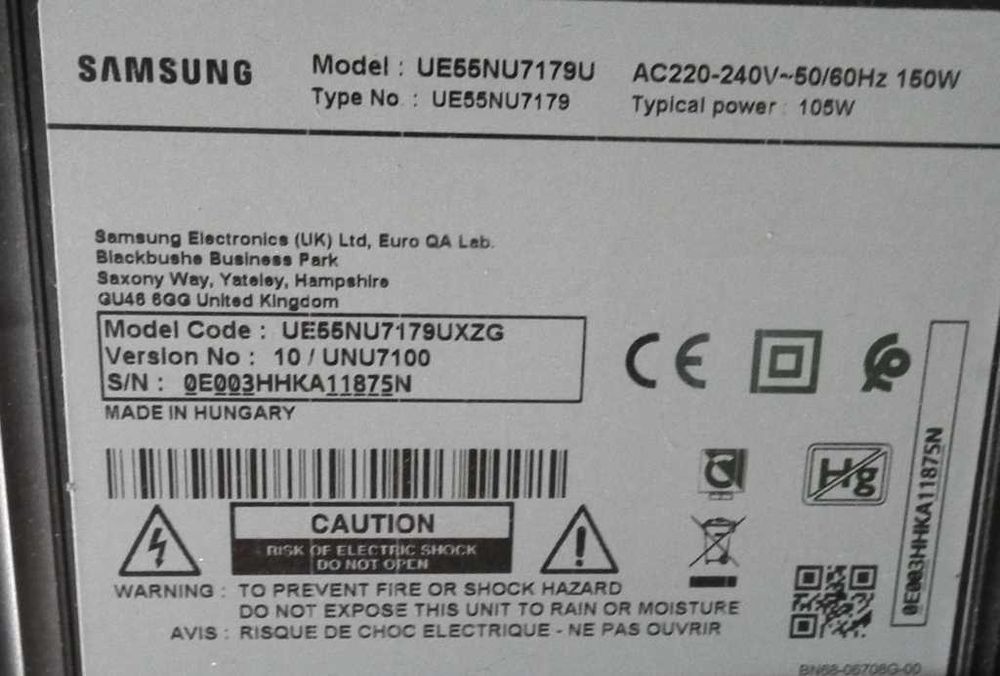 SAMSUNG
Model : UE55NU7179U
Type No. : UE55NU7179
AC220-240V~50/60Hz 150W
Typical power : 105W
Samsung Electronics (UK) Ltd, Euro QA Lab.
Blackbushe Business Park
Saxony Way, Yateley, Hampshire
GU46 6GG United Kingdom
Model Code : UE55NU7179UXZG
Version No : 10 / UNU7100
S/N : 0E003HHKA11875N
MADE IN HUNGARY
CE
Hg
0E003HHKA11875N
CAUTION
RISK OF ELECTRIC SHOCK
DO NOT OPEN
WARNING : TO PREVENT FIRE OR SHOCK HAZARD
DO NOT EXPOSE THIS UNIT TO RAIN OR MOISTURE
AVIS : RISQUE DE CHOC ELECTRIQUE - NE PAS OUVRIR
BN68-06708G-00